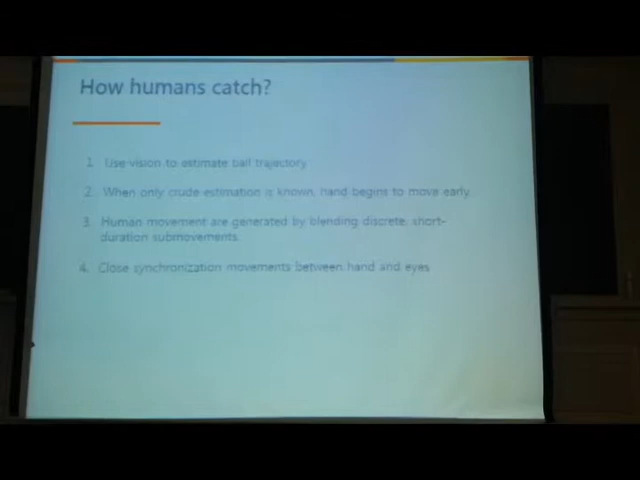 How humans catch?
1. Use vision to estimate ball trajectory
2. When only crude estimation is known, hand begins to move early.
3. Human movement are generated by blending discrete, short-
duration submovements.
4. Close synchronization movements between hand and eyes